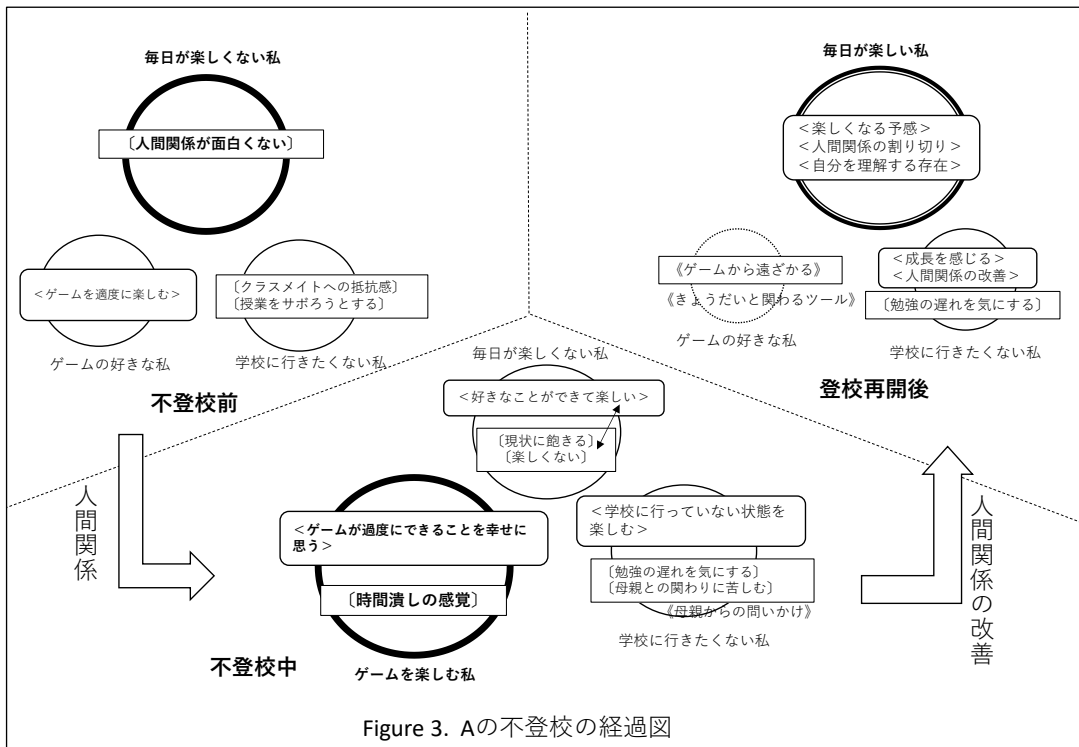 毎日が楽しくない私
〔人間関係が面白くない〕
<ゲームを適度に楽しむ>
ゲームの好きな私
〔クラスメイトへの抵抗感〕
〔授業をサボろうとする〕
学校に行きたくない私
不登校前
毎日が楽しい私
<楽しくなる予感>
<人間関係の割り切り>
<自分を理解する存在>
《ゲームから遠ざかる》
《きょうだいと関わるツール》
ゲームの好きな私
<成長を感じる>
<人間関係の改善>
〔勉強の遅れを気にする〕
学校に行きたくない私
登校再開後
人間関係
毎日が楽しくない私
<好きなことができて楽しい>
〔現状に飽きる〕
〔楽しくない〕
<ゲームが過度にできることを幸せに
思う>
〔時間潰しの感覚〕
ゲームを楽しむ私
<学校に行っていない状態を
楽しむ>
〔勉強の遅れを気にする〕
〔母親との関わりに苦しむ〕
《母親からの問いかけ》
学校に行きたくない私
不登校中
人間関係の改善
Figure 3. Aの不登校の経過図